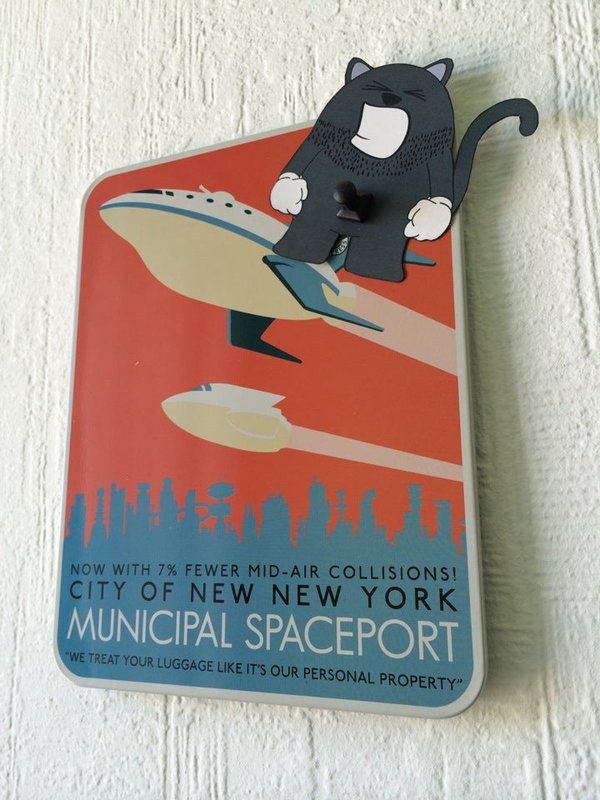 NOW WITH 7% FEWER MID-AIR COLLISIONS!
CITY OF NEW NEW YORK
MUNICIPAL SPACEPORT
"WE TREAT YOUR LUGGAGE LIKE IT'S OUR PERSONAL PROPERTY"